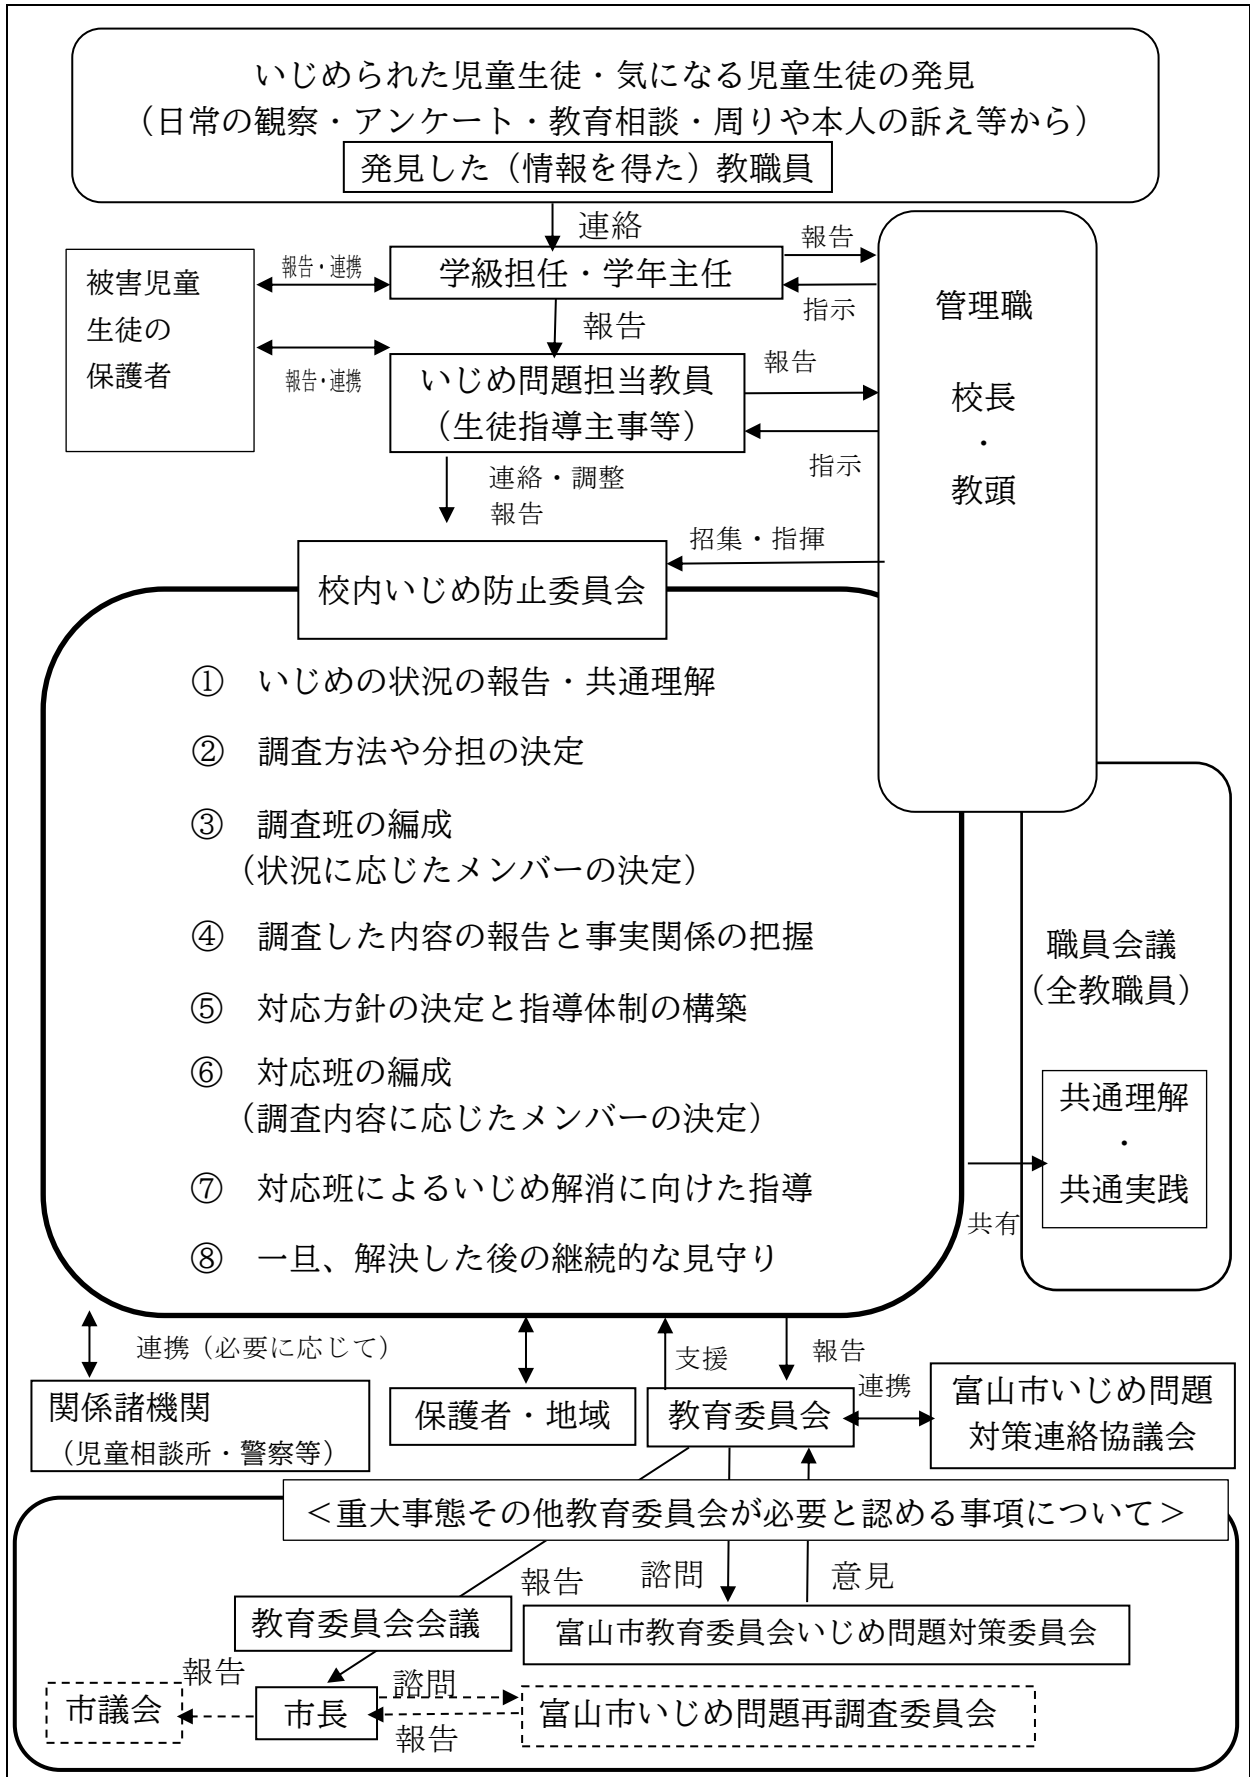 いじめられた児童生徒・気になる児童生徒の発見
（日常の観察・アンケート・教育相談・周りや本人の訴え等から）
発見した（情報を得た）教職員
連絡
報告
報告・連携
学級担任・学年主任
被害児童
生徒の
保護者
指示
管理職
校長
・
教頭
報告
報告・連携
いじめ問題担当教員
（生徒指導主事等）
報告
指示
連絡・調整
報告
招集・指揮
校内いじめ防止委員会
① いじめの状況の報告・共通理解
② 調査方法や分担の決定
③ 調査班の編成
（状況に応じたメンバーの決定）
④ 調査した内容の報告と事実関係の把握
⑤ 対応方針の決定と指導体制の構築
⑥ 対応班の編成
（調査内容に応じたメンバーの決定）
⑦ 対応班によるいじめ解消に向けた指導
⑧ 一旦、解決した後の継続的な見守り
職員会議
（全教職員）
共通理解
・
共通実践
共有
連携（必要に応じて）
支援
報告
連携
関係諸機関
（児童相談所・警察等）
保護者・地域
教育委員会
富山市いじめ問題
対策連絡協議会
＜重大事態その他教育委員会が必要と認める事項について＞
報告
諮問
意見
教育委員会会議
富山市教育委員会いじめ問題対策委員会
報告
諮問
市議会
市長
富山市いじめ問題再調査委員会
報告